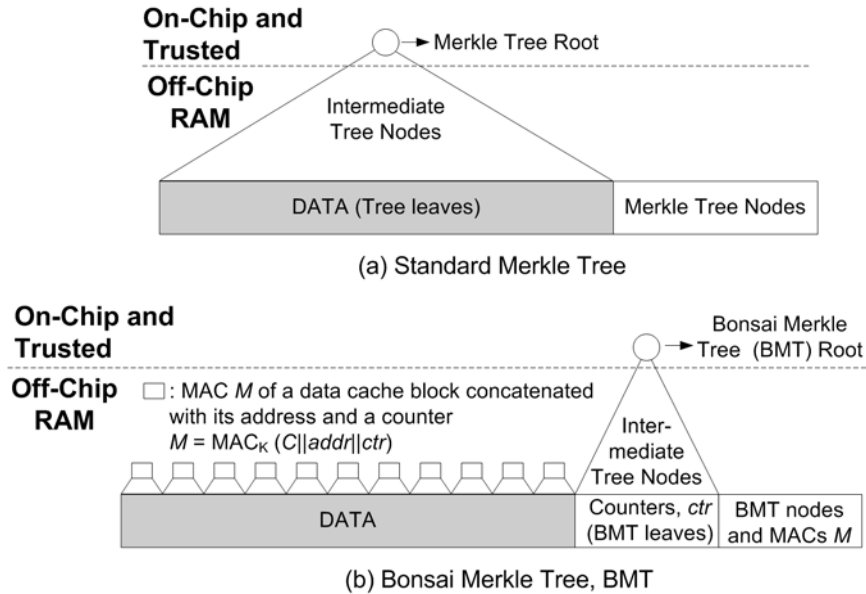 On-Chip and
Trusted
Merkle Tree Root
Off-Chip
RAM
Intermediate
Tree Nodes
DATA (Tree leaves)
Merkle Tree Nodes
(a) Standard Merkle Tree
On-Chip and
Trusted
Bonsai Merkle
Tree (BMT) Root
Off-Chip
RAM
: MAC M of a data cache block concatenated
with its address and a counter
M = MACK (C||addr||ctr)
Inter-
mediate
Tree Nodes
DATA
Counters, ctr
(BMT leaves)
BMT nodes
and MACs M
(b) Bonsai Merkle Tree, BMT